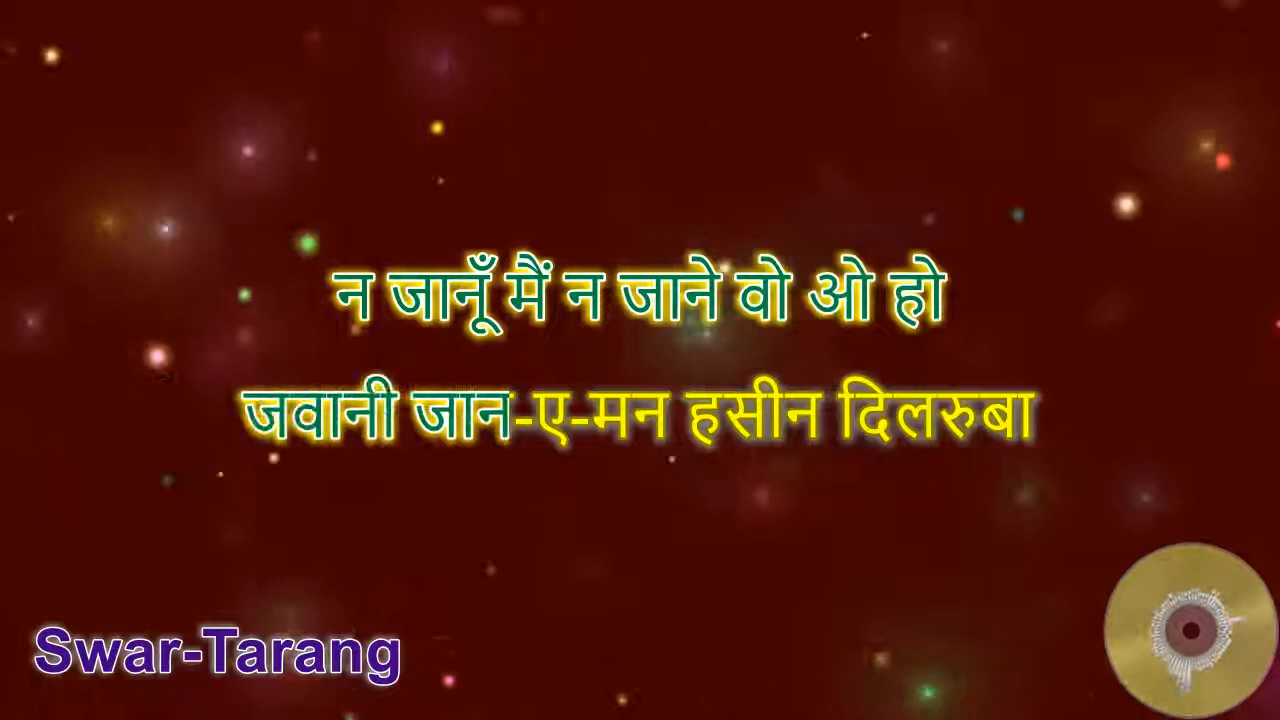 न जानूँ मैं न जाने वो ओ हो
जवानी जान-ए-मन हसीन दिलरुबा
Swar-Tarang